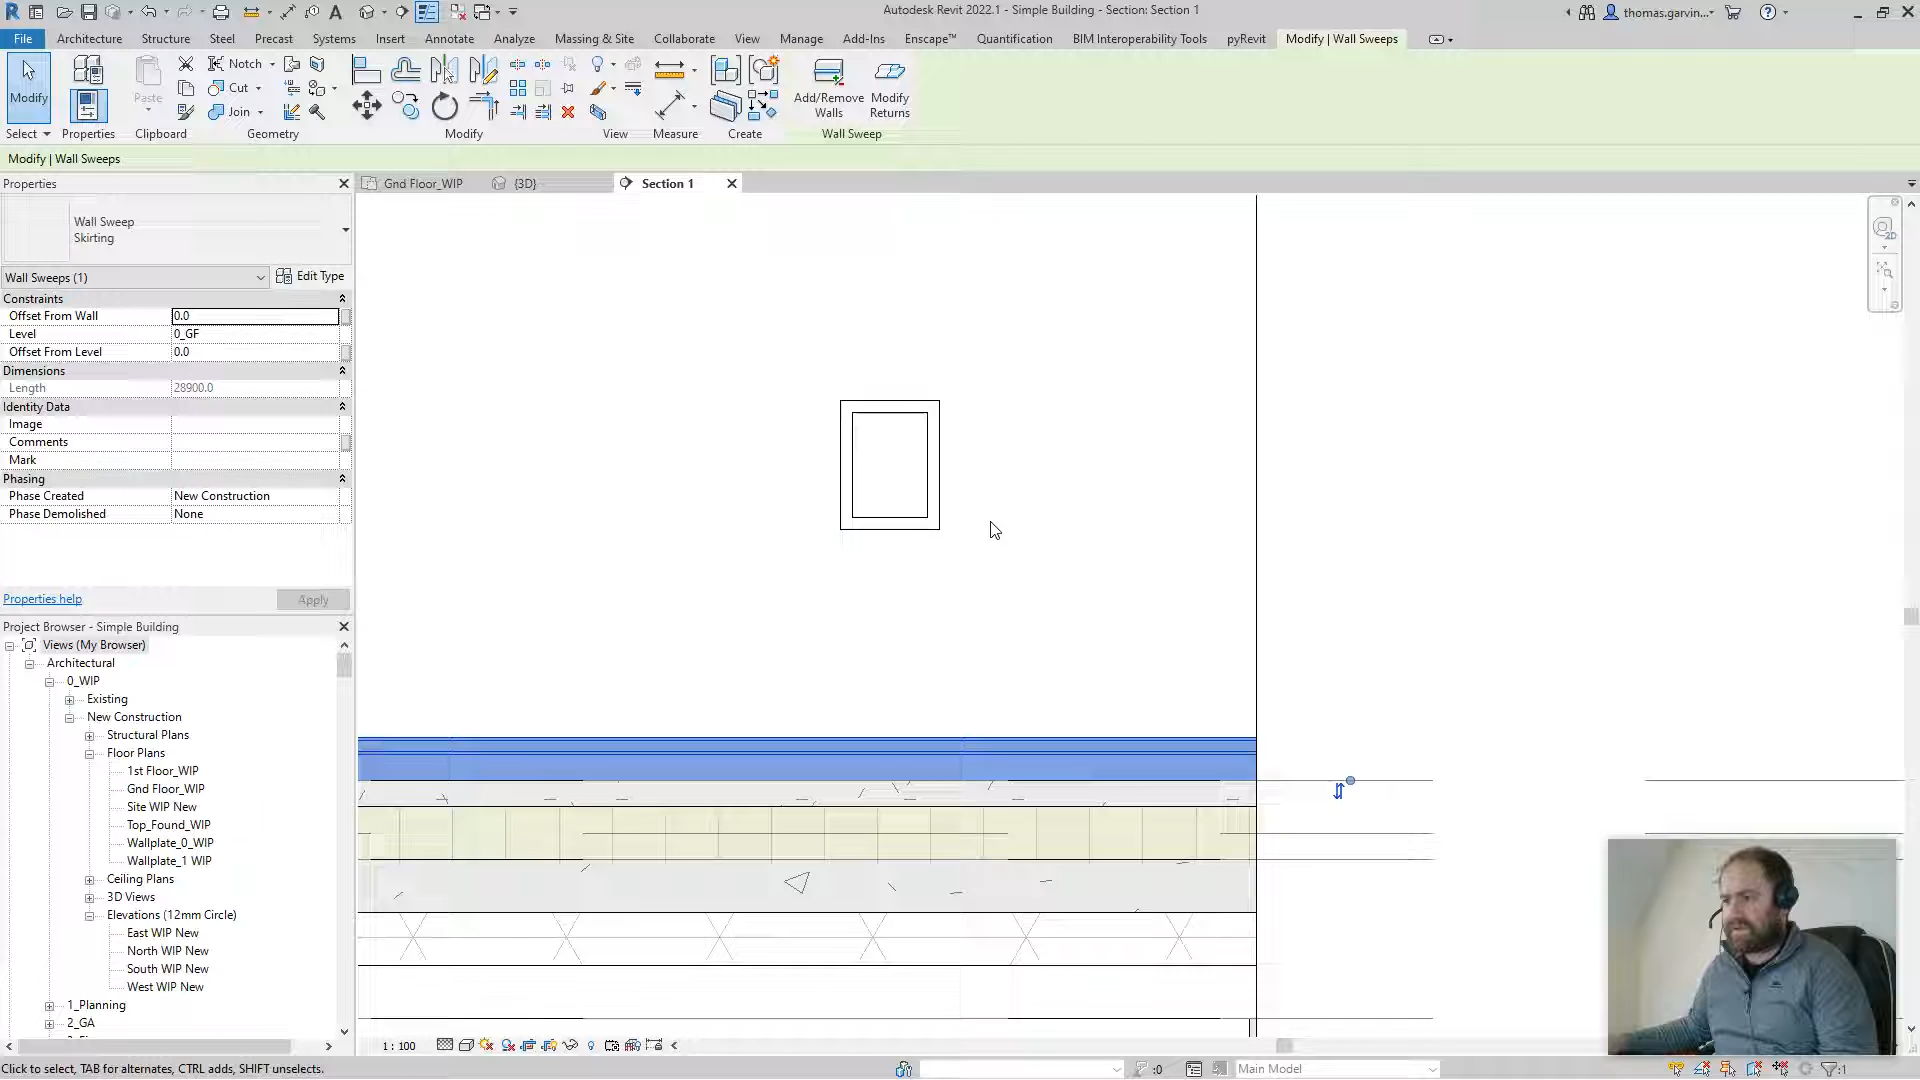 Autodesk Revit 2022.1 - Simple Building - Section: Section 1
thomas.garvin...
File Architecture Structure Steel Precast Systems Insert Annotate Analyze Massing & Site Collaborate View Manage Add-Ins Enscape™ Quantification BIM Interoperability Tools pyRevit Modify | Wall Sweeps
Modify Paste Notch Cut Join Add/Remove Walls Modify Returns
Select Properties Clipboard Geometry Modify View Measure Create Wall Sweep
Modify | Wall Sweeps
Properties
Gnd Floor_WIP {3D} Section 1
Wall Sweep
Skirting
Wall Sweeps (1) Edit Type
Constraints
Offset From Wall 0.0
Level 0_GF
Offset From Level 0.0
Dimensions
Length 28900.0
Identity Data
Image
Comments
Mark
Phasing
Phase Created New Construction
Phase Demolished None
Properties help Apply
Project Browser - Simple Building
Views (My Browser)
Architectural
0_WIP
Existing
New Construction
Structural Plans
Floor Plans
1st Floor_WIP
Gnd Floor_WIP
Site WIP New
Top_Found_WIP
Wallplate_0_WIP
Wallplate_1 WIP
Ceiling Plans
3D Views
Elevations (12mm Circle)
East WIP New
North WIP New
South WIP New
West WIP New
1_Planning
2_GA
1 : 100
Click to select, TAB for alternates, CTRL adds, SHIFT unselects.
:0 Main Model :1